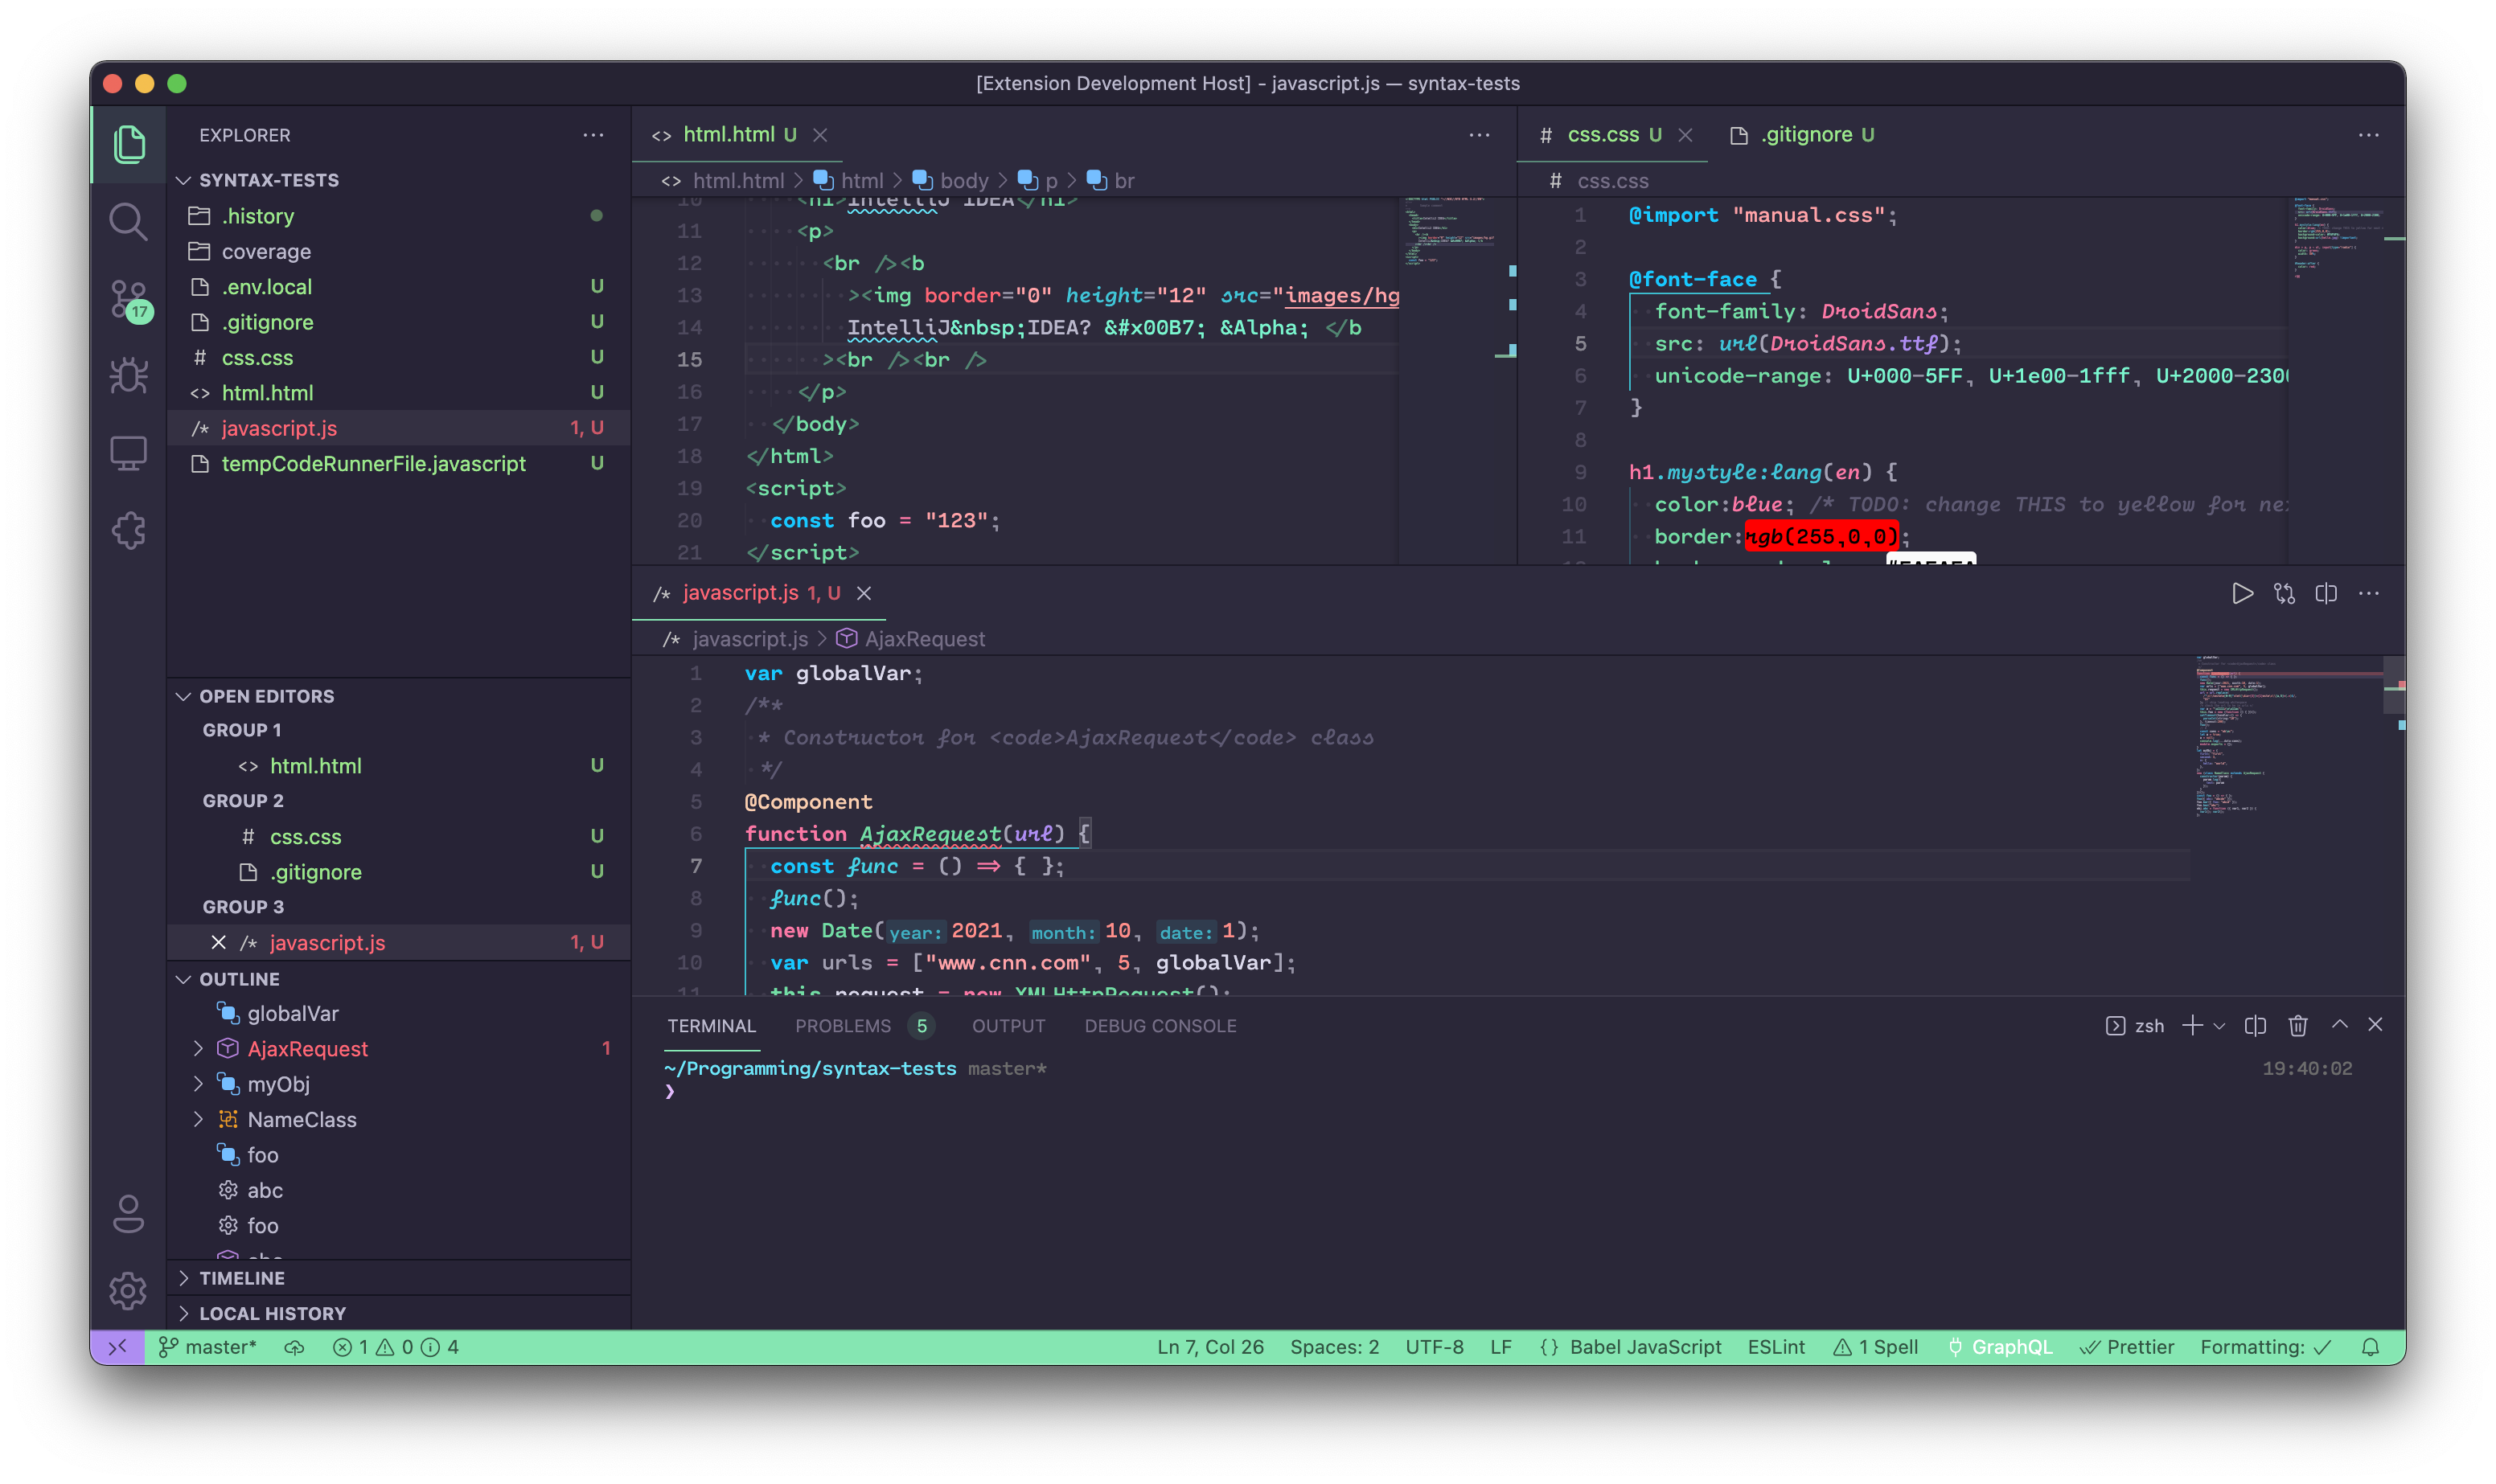 [Extension Development Host] - javascript.js — syntax-tests
EXPLORER
SYNTAX-TESTS
.history
coverage
.env.local U
.gitignore U
# css.css U
<> html.html U
/* javascript.js 1, U
tempCodeRunnerFile.javascript U
17
OPEN EDITORS
GROUP 1
<> html.html U
GROUP 2
# css.css U
.gitignore U
GROUP 3
/* javascript.js 1, U
OUTLINE
globalVar
AjaxRequest 1
myObj
NameClass
foo
abc
foo
abc
TIMELINE
LOCAL HISTORY
<> html.html U
<> html.html > html > body > p > br
10 <h1>IntelliJ IDEA</h1>
11 <p>
12 <br /><b
13 ><img border="0" height="12" src="images/hg
14 IntelliJ&nbsp;IDEA? &#x00B7; &Alpha; </b
15 ><br /><br />
16 </p>
17 </body>
18 </html>
19 <script>
20 const foo = "123";
21 </script>
# css.css U .gitignore U
# css.css
1 @import "manual.css";
2
3 @font-face {
4 font-family: DroidSans;
5 src: url(DroidSans.ttf);
6 unicode-range: U+000-5FF, U+1e00-1fff, U+2000-2300
7 }
8
9 h1.mystyle:lang(en) {
10 color:blue; /* TODO: change THIS to yellow for ne
11 border:rgb(255,0,0);
/* javascript.js 1, U
/* javascript.js > AjaxRequest
1 var globalVar;
2 /**
3 * Constructor for <code>AjaxRequest</code> class
4 */
5 @Component
6 function AjaxRequest(url) {
7 const func = () => { };
8 func();
9 new Date(year: 2021, month: 10, date: 1);
10 var urls = ["www.cnn.com", 5, globalVar];
11 this.request = new XMLHttpRequest();
TERMINAL PROBLEMS 5 OUTPUT DEBUG CONSOLE zsh
~/Programming/syntax-tests master* 19:40:02
❯
master* 1 0 4 Ln 7, Col 26 Spaces: 2 UTF-8 LF {} Babel JavaScript ESLint 1 Spell GraphQL Prettier Formatting: ✓